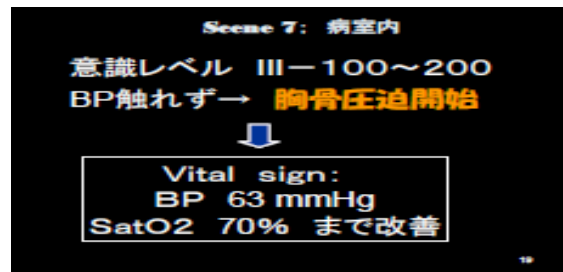 Scene 7: 病室内
意識レベル III－100～200
BP触れず→ 胸骨圧迫開始
Vital sign:
BP 63 mmHg
SatO2 70% まで改善
19